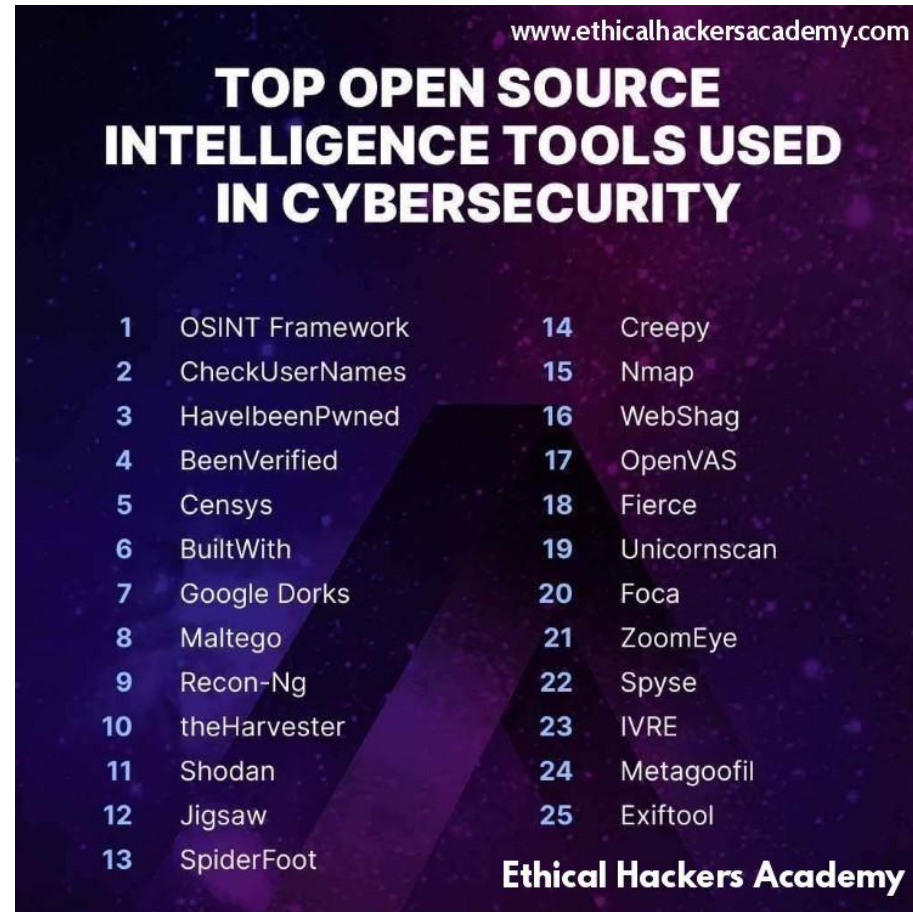 www.ethicalhackersacademy.com
TOP OPEN SOURCE
INTELLIGENCE TOOLS USED
IN CYBERSECURITY
1 OSINT Framework
2 CheckUserNames
3 HaveIbeenPwned
4 BeenVerified
5 Censys
6 BuiltWith
7 Google Dorks
8 Maltego
9 Recon-Ng
10 theHarvester
11 Shodan
12 Jigsaw
13 SpiderFoot
14 Creepy
15 Nmap
16 WebShag
17 OpenVAS
18 Fierce
19 Unicornscan
20 Foca
21 ZoomEye
22 Spyse
23 IVRE
24 Metagoofil
25 Exiftool
Ethical Hackers Academy